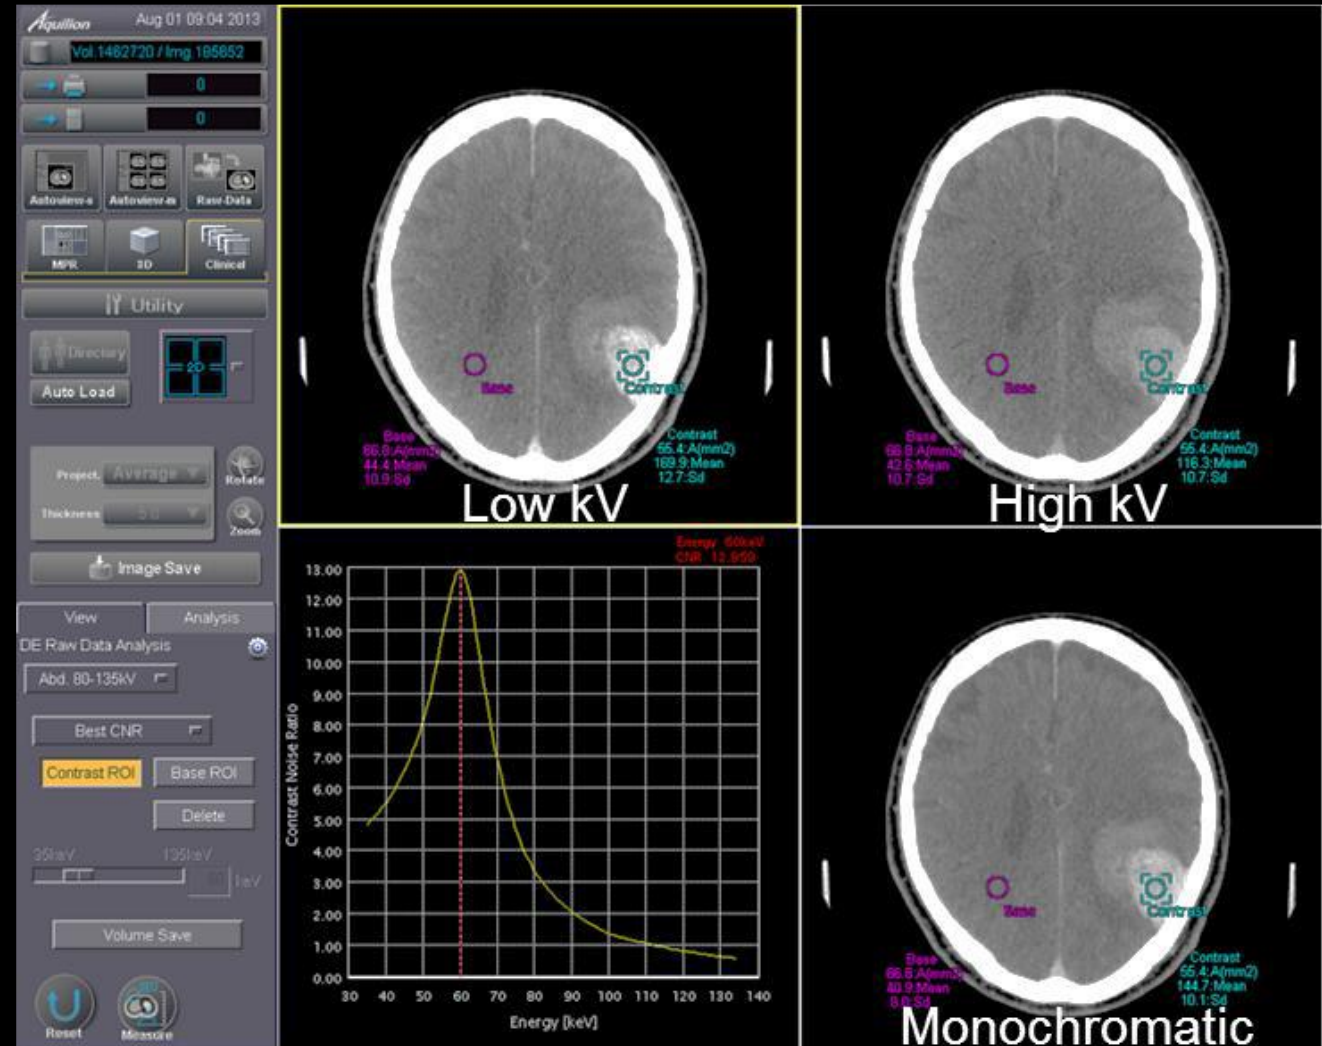 Aquilion
Aug 01 09:04 2013
Vol.1462720 / Img 185652
0
0
Autoview-s
Autoview-m
Raw-Data
MPR
3D
Clinical
Utility
Directory
2D
Auto Load
Project.
Average
Rotate
Thickness
5.0
Zoom
Image Save
View
Analysis
DE Raw Data Analysis
Abd. 80-135kV
Best CNR
Contrast ROI
Base ROI
Delete
35keV
135keV
keV
Volume Save
Reset
Measure
Base
Contrast
Base
66.8:A(mm2)
44.4:Mean
10.9:Sd
Contrast
55.4:A(mm2)
169.9:Mean
12.7:Sd
Low kV
Base
Contrast
Base
66.8:A(mm2)
42.6:Mean
10.7:Sd
Contrast
55.4:A(mm2)
116.3:Mean
10.7:Sd
High kV
Energy 60keV
CNR
13.00
12.00
11.00
10.00
9.00
8.00
7.00
6.00
5.00
4.00
3.00
2.00
1.00
0.00
Contrast Noise Ratio
30 40 50 60 70 80 90 100 110 120 130 140
Energy [keV]
Base
Contrast
Base
66.8:A(mm2)
40.9:Mean
8.0:Sd
Contrast
55.4:A(mm2)
144.7:Mean
10.1:Sd
Monochromatic